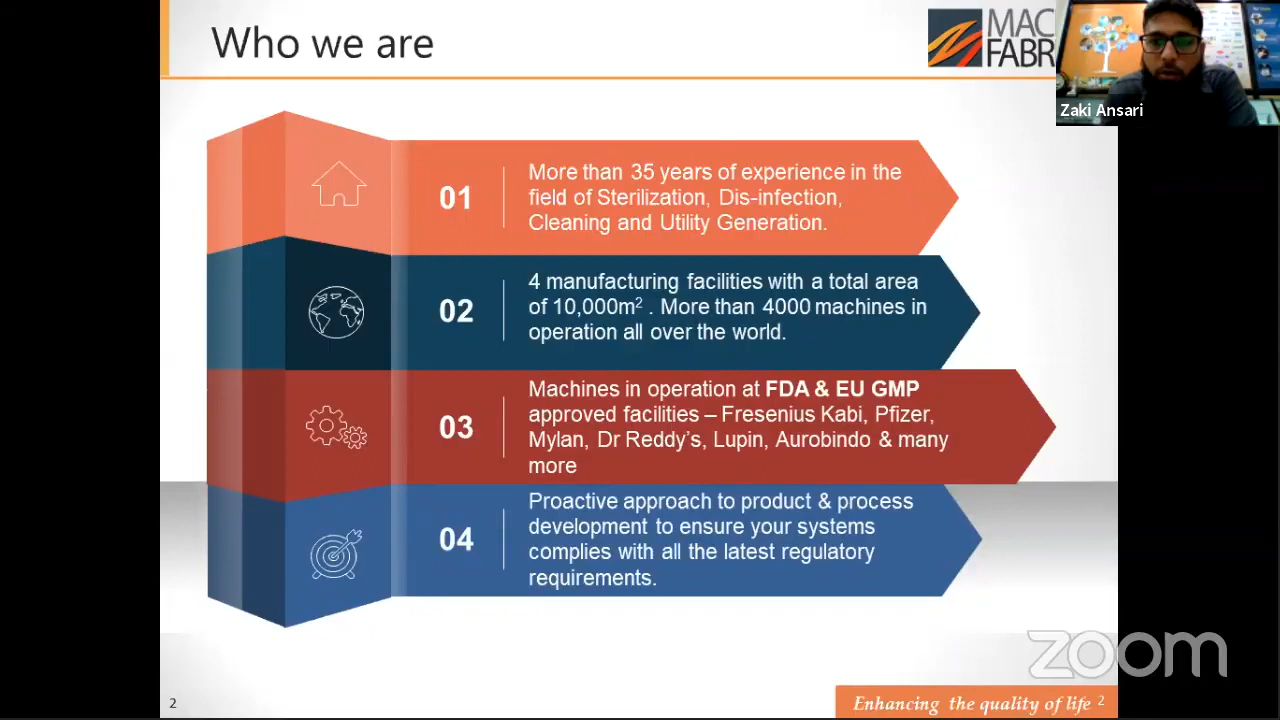 Who we are
MAC
FABR
Zaki Ansari
01
More than 35 years of experience in the
field of Sterilization, Dis-infection,
Cleaning and Utility Generation.
02
4 manufacturing facilities with a total area
of 10,000m² . More than 4000 machines in
operation all over the world.
03
Machines in operation at FDA & EU GMP
approved facilities – Fresenius Kabi, Pfizer,
Mylan, Dr Reddy's, Lupin, Aurobindo & many
more
04
Proactive approach to product & process
development to ensure your systems
complies with all the latest regulatory
requirements.
zoom
2
Enhancing the quality of life 2